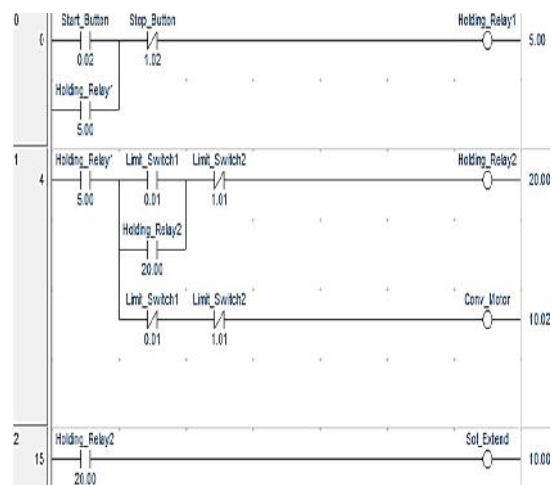 0 Start_Button Stop_Button Holding_Relay1
0 5.00
0.02 1.02
Holding_Relay1
5.00
1 Holding_Relay1 Limit_Switch1 Limit_Switch2 Holding_Relay2
4 20.00
5.00 0.01 1.01
Holding_Relay2
20.00
Limit_Switch1 Limit_Switch2 Conv_Motor
10.02
0.01 1.01
2 Holding_Relay2 Sol_Extend
15 10.00
20.00